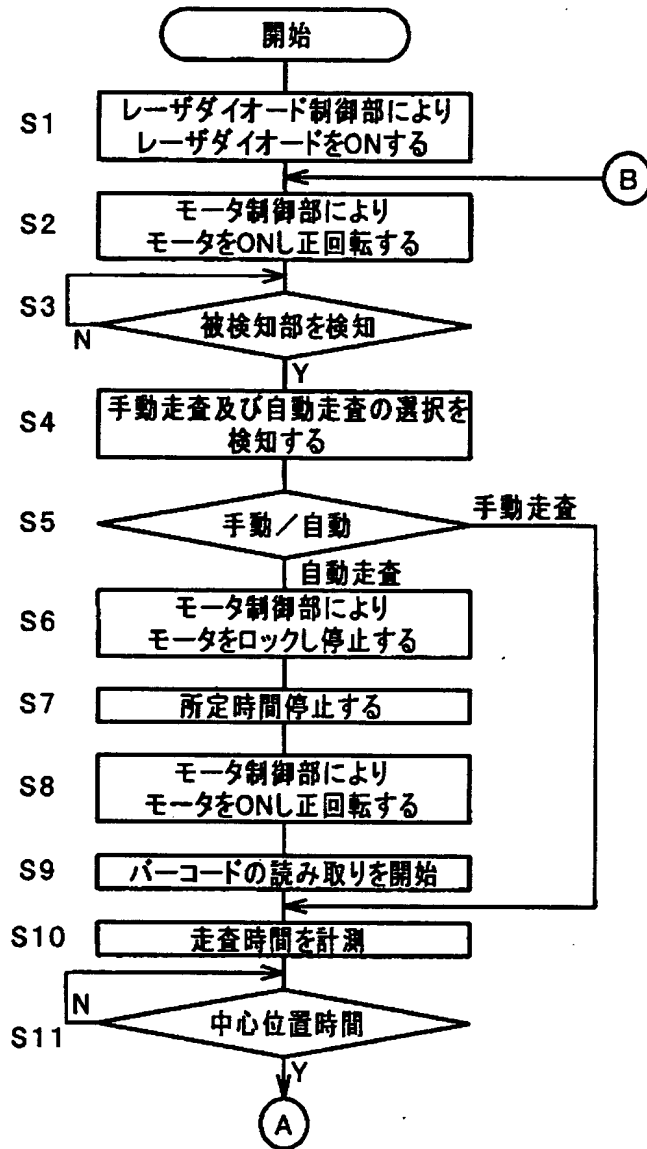 開始
S1
レーザダイオード制御部により
レーザダイオードをONする
B
S2
モータ制御部により
モータをONし正回転する
S3
被検知部を検知
N
Y
S4
手動走査及び自動走査の選択を
検知する
S5
手動／自動
手動走査
自動走査
S6
モータ制御部により
モータをロックし停止する
S7
所定時間停止する
S8
モータ制御部により
モータをONし正回転する
S9
バーコードの読み取りを開始
S10
走査時間を計測
N
S11
中心位置時間
Y
A